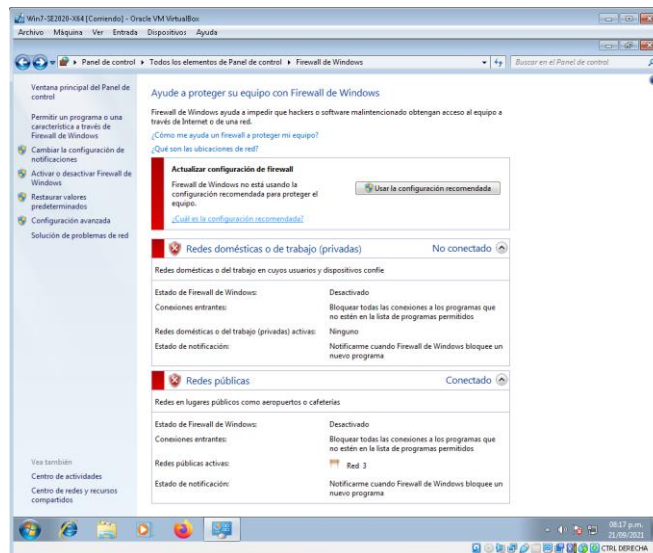 Win7-SE2020-X64 [Corriendo] - Oracle VM VirtualBox
Archivo Máquina Ver Entrada Dispositivos Ayuda
Panel de control Todos los elementos de Panel de control Firewall de Windows
Buscar en el Panel de control
Ventana principal del Panel de
control
Permitir un programa o una
característica a través de
Firewall de Windows
Cambiar la configuración de
notificaciones
Activar o desactivar Firewall de
Windows
Restaurar valores
predeterminados
Configuración avanzada
Solución de problemas de red
Vea también
Centro de actividades
Centro de redes y recursos
compartidos
Ayude a proteger su equipo con Firewall de Windows
Firewall de Windows ayuda a impedir que hackers o software malintencionado obtengan acceso al equipo a
través de Internet o de una red.
¿Cómo me ayuda un firewall a proteger mi equipo?
¿Qué son las ubicaciones de red?
Actualizar configuración de firewall
Firewall de Windows no está usando la
configuración recomendada para proteger el
equipo.
¿Cuál es la configuración recomendada?
Usar la configuración recomendada
Redes domésticas o de trabajo (privadas) No conectado
Redes domésticas o del trabajo en cuyos usuarios y dispositivos confíe
Estado de Firewall de Windows: Desactivado
Conexiones entrantes: Bloquear todas las conexiones a los programas que
no estén en la lista de programas permitidos
Redes domésticas o del trabajo (privadas) activas: Ninguno
Estado de notificación: Notificarme cuando Firewall de Windows bloquee un
nuevo programa
Redes públicas Conectado
Redes en lugares públicos como aeropuertos o cafeterías
Estado de Firewall de Windows: Desactivado
Conexiones entrantes: Bloquear todas las conexiones a los programas que
no estén en la lista de programas permitidos
Redes públicas activas: Red 3
Estado de notificación: Notificarme cuando Firewall de Windows bloquee un
nuevo programa
08:17 p.m.
21/09/2021
CTRL DERECHA